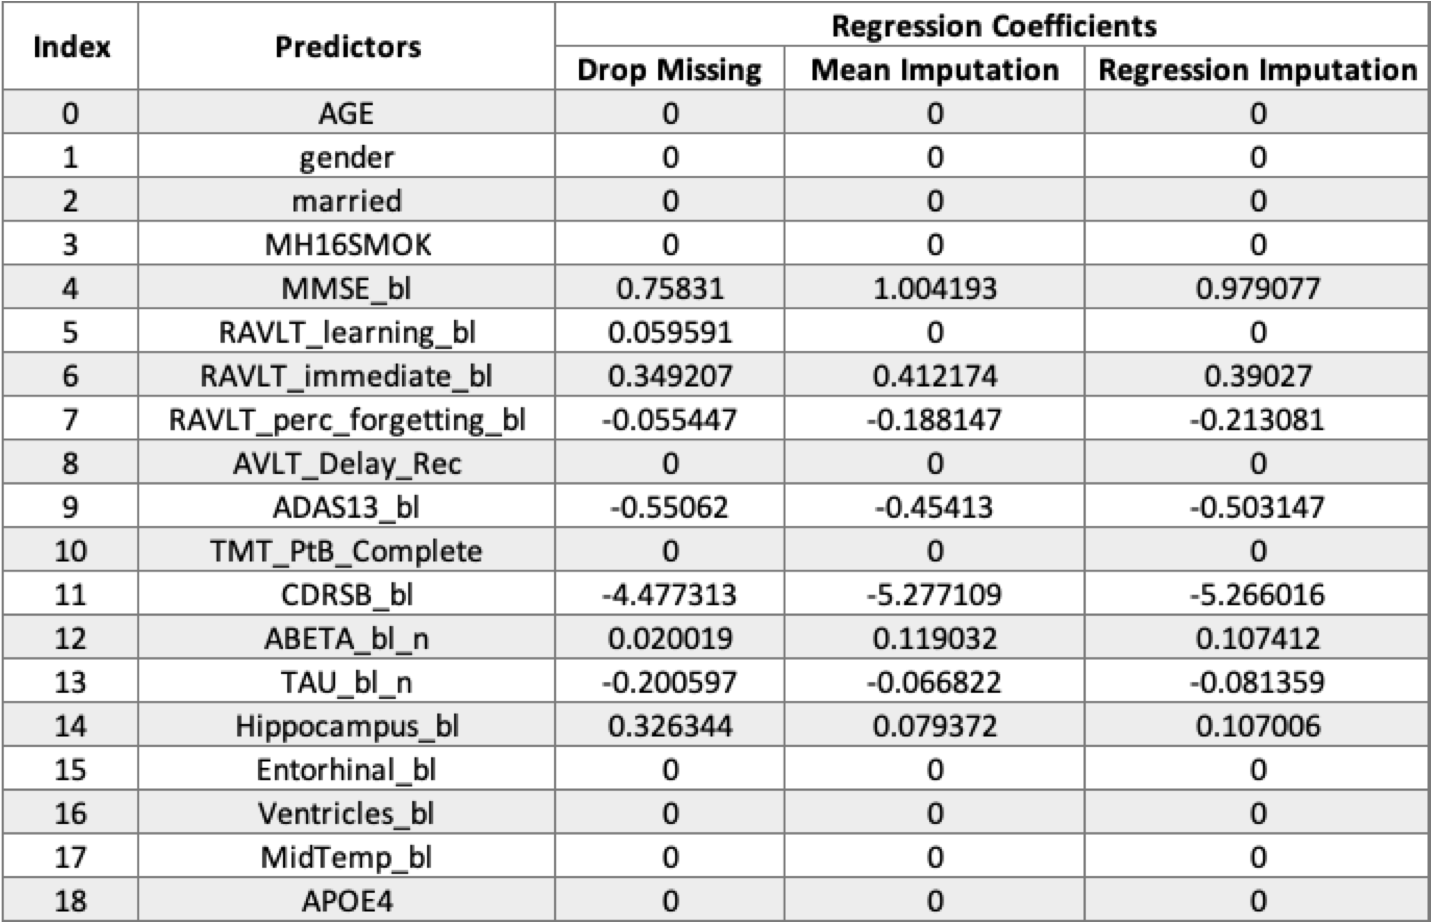 Index Predictors Regression Coefficients
Drop Missing Mean Imputation Regression Imputation
0 AGE 0 0 0
1 gender 0 0 0
2 married 0 0 0
3 MH16SMOK 0 0 0
4 MMSE_bl 0.75831 1.004193 0.979077
5 RAVLT_learning_bl 0.059591 0 0
6 RAVLT_immediate_bl 0.349207 0.412174 0.39027
7 RAVLT_perc_forgetting_bl -0.055447 -0.188147 -0.213081
8 AVLT_Delay_Rec 0 0 0
9 ADAS13_bl -0.55062 -0.45413 -0.503147
10 TMT_PtB_Complete 0 0 0
11 CDRSB_bl -4.477313 -5.277109 -5.266016
12 ABETA_bl_n 0.020019 0.119032 0.107412
13 TAU_bl_n -0.200597 -0.066822 -0.081359
14 Hippocampus_bl 0.326344 0.079372 0.107006
15 Entorhinal_bl 0 0 0
16 Ventricles_bl 0 0 0
17 MidTemp_bl 0 0 0
18 APOE4 0 0 0